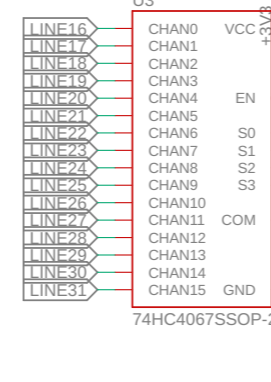 U3
LINE16 CHAN0 VCC +3V3
LINE17 CHAN1
LINE18 CHAN2
LINE19 CHAN3
LINE20 CHAN4 EN
LINE21 CHAN5
LINE22 CHAN6 S0
LINE23 CHAN7 S1
LINE24 CHAN8 S2
LINE25 CHAN9 S3
LINE26 CHAN10
LINE27 CHAN11 COM
LINE28 CHAN12
LINE29 CHAN13
LINE30 CHAN14
LINE31 CHAN15 GND
74HC4067SSOP-2